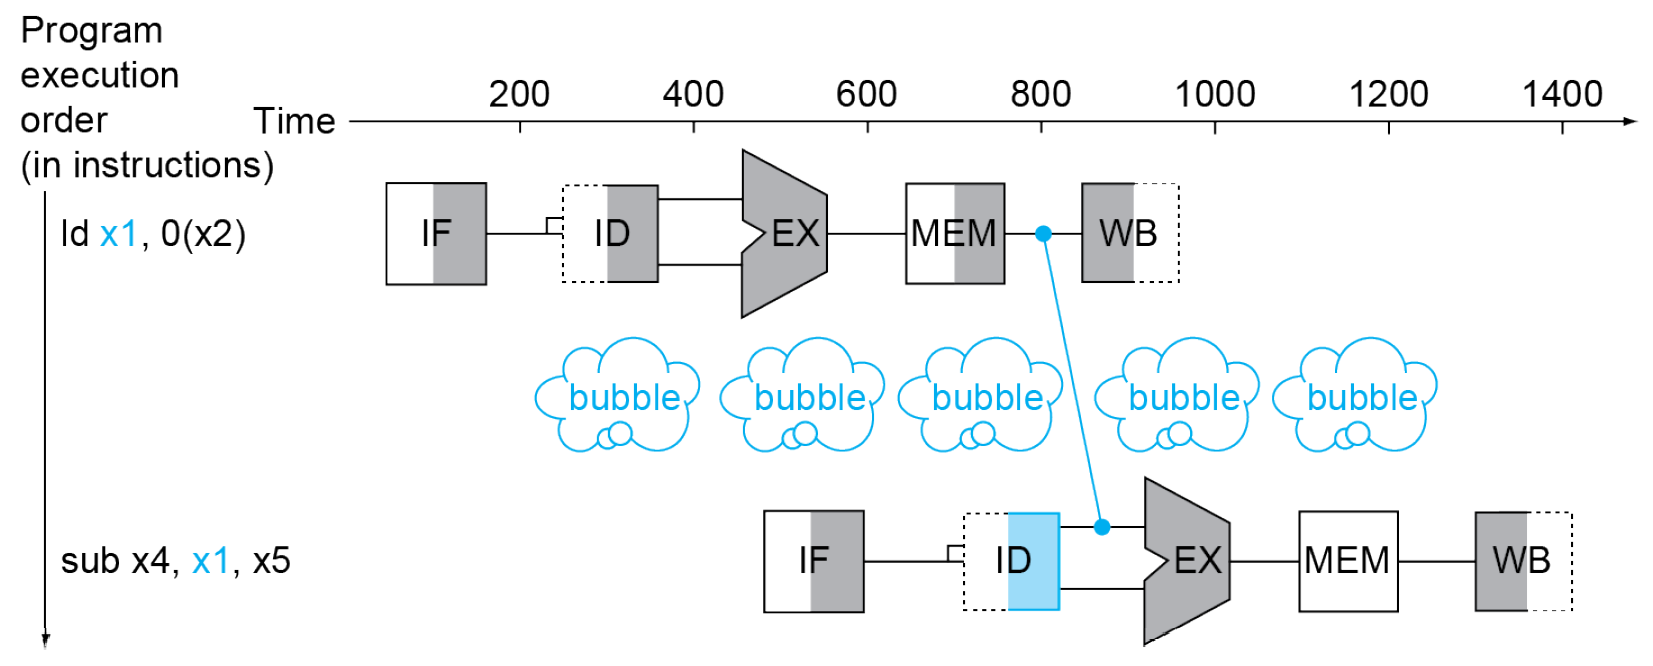 Program
execution
order
(in instructions)
Time
200 400 600 800 1000 1200 1400
ld x1, 0(x2)
IF ID EX MEM WB
bubble bubble bubble bubble bubble
sub x4, x1, x5
IF ID EX MEM WB